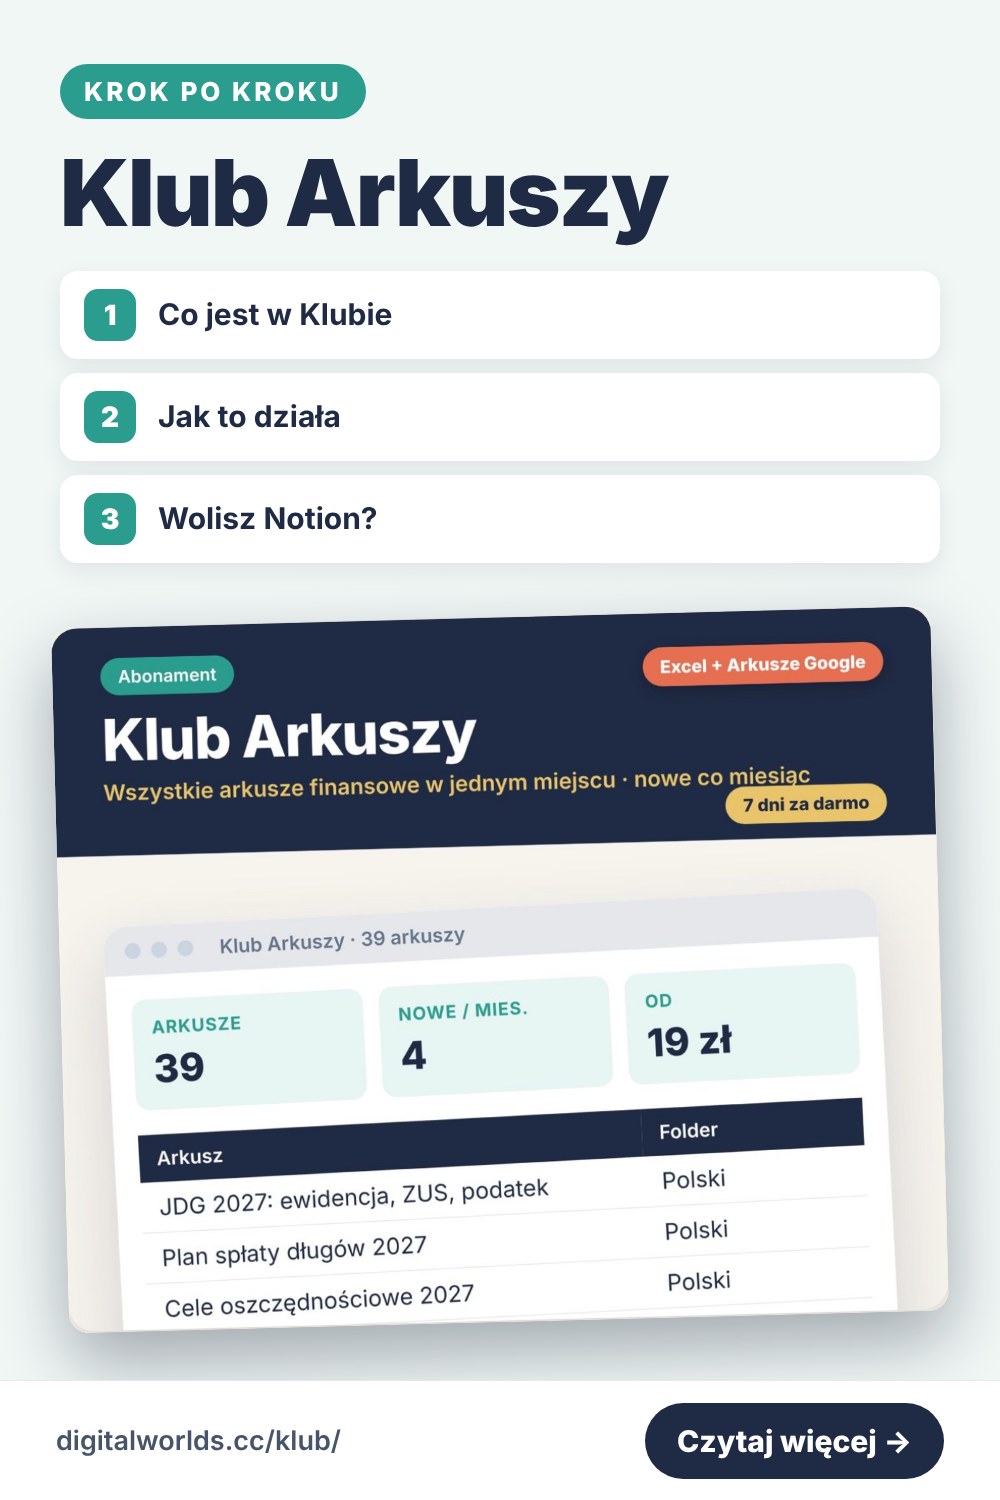 KROK PO KROKU
Klub Arkuszy
1 Co jest w Klubie
2 Jak to działa
3 Wolisz Notion?
Abonament
Excel + Arkusze Google
Klub Arkuszy
Wszystkie arkusze finansowe w jednym miejscu · nowe co miesiąc
7 dni za darmo
Klub Arkuszy · 39 arkuszy
ARKUSZE
39
NOWE / MIES.
4
OD
19 zł
Arkusz Folder
JDG 2027: ewidencja, ZUS, podatek Polski
Plan spłaty długów 2027 Polski
Cele oszczędnościowe 2027 Polski
digitalworlds.cc/klub/
Czytaj więcej →